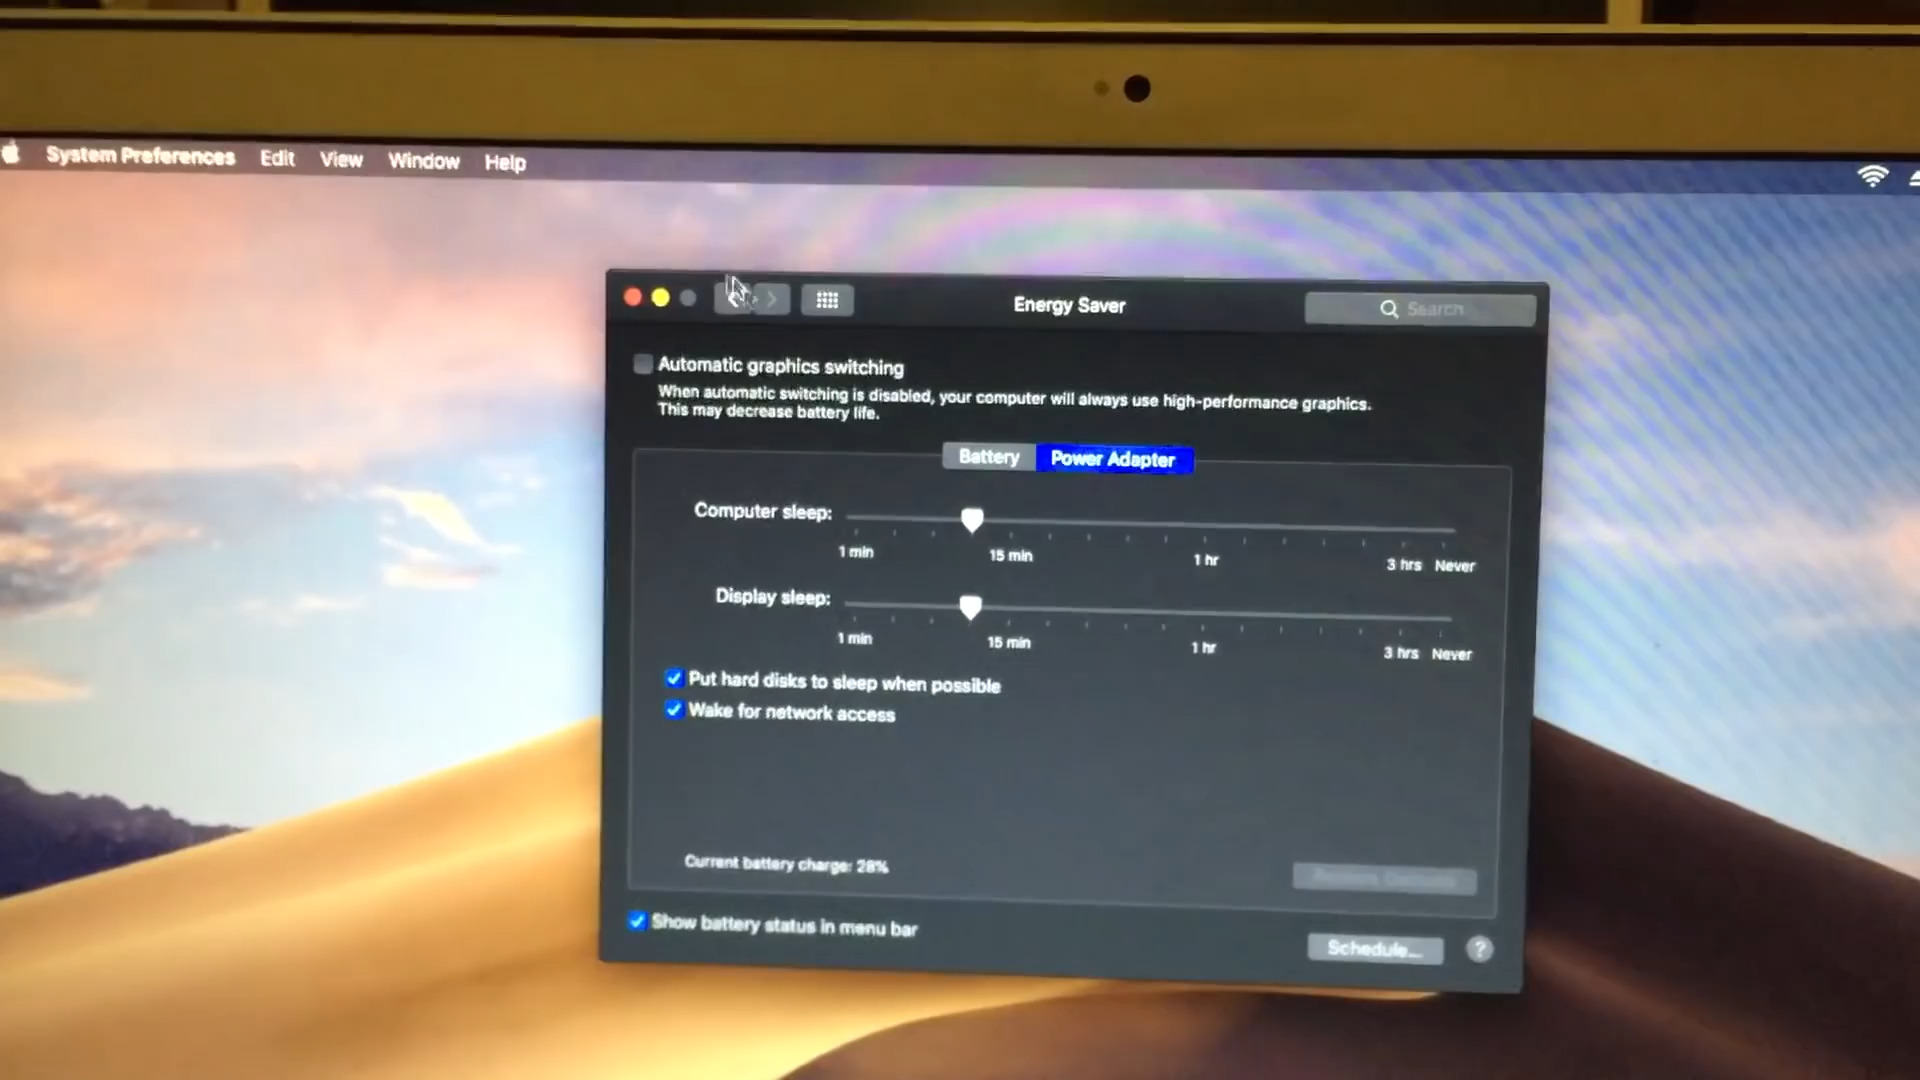 System Preferences Edit View Window Help
Energy Saver
Search
Automatic graphics switching
When automatic switching is disabled, your computer will always use high-performance graphics.
This may decrease battery life.
Battery Power Adapter
Computer sleep:
1 min 15 min 1 hr 3 hrs Never
Display sleep:
1 min 15 min 1 hr 3 hrs Never
Put hard disks to sleep when possible
Wake for network access
Current battery charge: 28%
Show battery status in menu bar
Schedule...
?